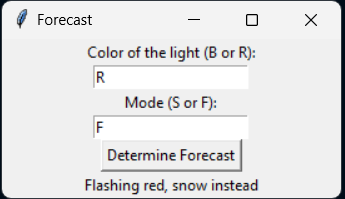 Forecast
Color of the light (B or R):
R
Mode (S or F):
F
Determine Forecast
Flashing red, snow instead